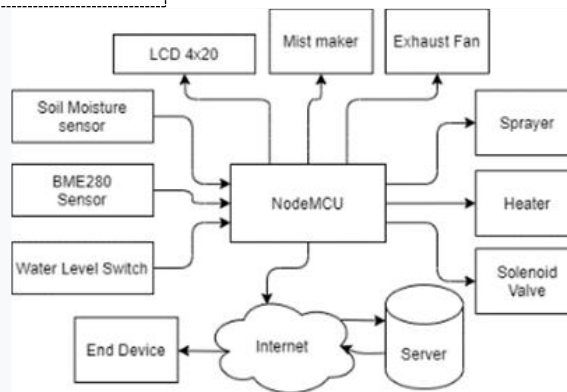 LCD 4x20
Mist maker
Exhaust Fan
Soil Moisture
sensor
BME280
Sensor
Water Level Switch
NodeMCU
Sprayer
Heater
Solenoid
Valve
End Device
Internet
Server